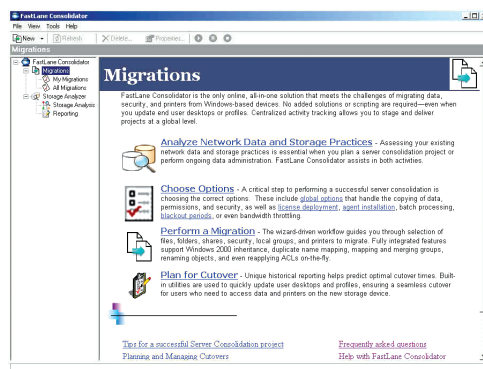 FastLane Consolidator
File View Tools Help
New Refresh Delete... Properties...
Migrations
FastLane Consolidator
Migrations
My Migrations
All Migrations
Storage Analyzer
Storage Analysis
Reporting
Migrations
FastLane Consolidator is the only online, all-in-one solution that meets the challenges of migrating data,
security, and printers from Windows-based devices. No added solutions or scripting are required—even when
you update end user desktops or profiles. Centralized activity tracking allows you to stage and deliver
projects at a global level.
Analyze Network Data and Storage Practices - Assessing your existing
network data and storage practices is essential when you plan a server consolidation project or
perform ongoing data administration. FastLane Consolidator assists in both activities.
Choose Options - A critical step to performing a successful server consolidation is
choosing the correct options. These include global options that handle the copying of data,
permissions, and security, as well as license deployment, agent installation, batch processing,
blackout periods, or even bandwidth throttling.
Perform a Migration - The wizard-driven workflow guides you through selection of
files, folders, shares, security, local groups, and printers to migrate. Fully integrated features
support Windows 2000 inheritance, duplicate name mapping, mapping and merging groups,
renaming objects, and even reapplying ACLs on-the-fly.
Plan for Cutover - Unique historical reporting helps predict optimal cutover times. Built-
in utilities are used to quickly update user desktops and profiles, ensuring a seamless cutover
for users who need to access data and printers on the new storage device.
Tips for a successful Server Consolidation project Frequently asked questions
Planning and Managing Cutovers Help with FastLane Consolidator